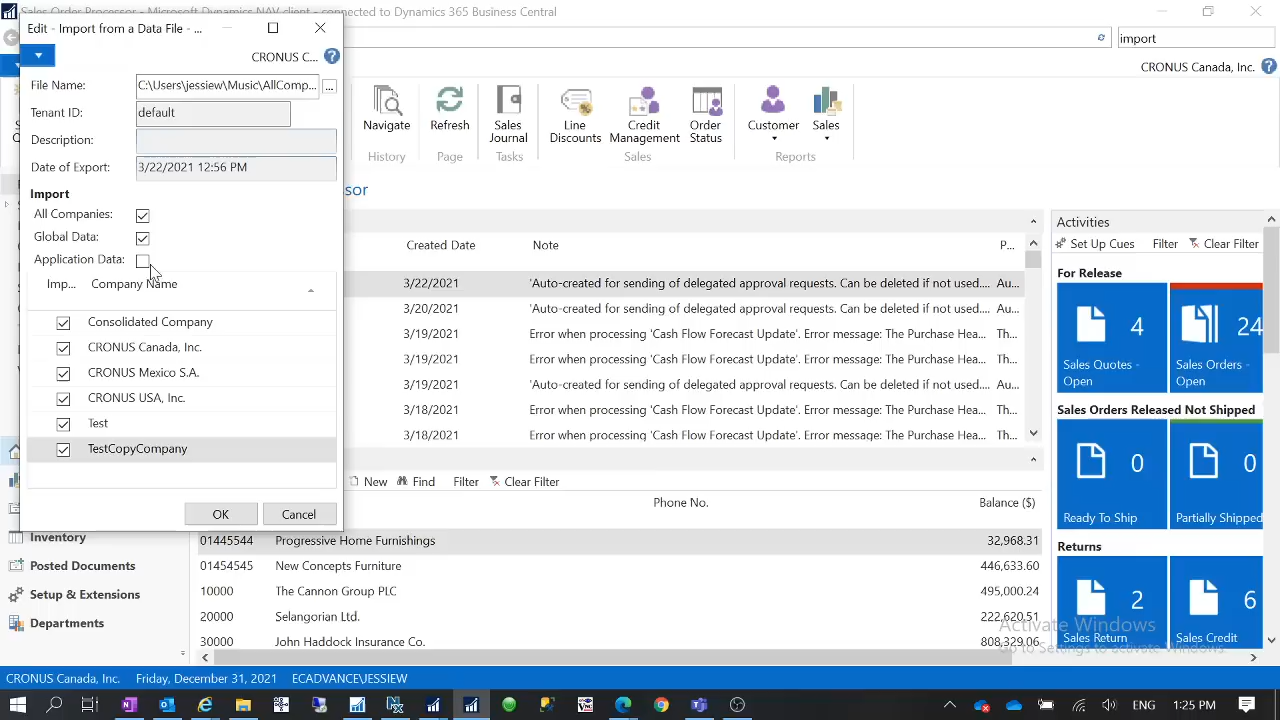 Sales Order Processor - Microsoft Dynamics NAV client - connected to Dynamics 365 Business Central
Edit - Import from a Data File - ...
import
CRONUS C...
CRONUS Canada, Inc.
File Name: C:\Users\jessiew\Music\AllComp... ...
Tenant ID: default
Description:
Date of Export: 3/22/2021 12:56 PM
Import
All Companies:
Global Data:
Application Data:
Imp... Company Name
Consolidated Company
CRONUS Canada, Inc.
CRONUS Mexico S.A.
CRONUS USA, Inc.
Test
TestCopyCompany
OK Cancel
Navigate
Refresh
Sales Journal
Line Discounts
Credit Management
Order Status
Customer
Sales
History Page Tasks Sales Reports
sor
Created Date Note P...
3/22/2021 'Auto-created for sending of delegated approval requests. Can be deleted if not used.... Au...
3/20/2021 'Auto-created for sending of delegated approval requests. Can be deleted if not used.... Au...
3/19/2021 Error when processing 'Cash Flow Forecast Update'. Error message: The Purchase Hea... Th...
3/19/2021 Error when processing 'Cash Flow Forecast Update'. Error message: The Purchase Hea... Th...
3/19/2021 'Auto-created for sending of delegated approval requests. Can be deleted if not used.... Au...
3/18/2021 Error when processing 'Cash Flow Forecast Update'. Error message: The Purchase Hea... Th...
3/18/2021 Error when processing 'Cash Flow Forecast Update'. Error message: The Purchase Hea... Th...
New Find Filter Clear Filter
Phone No. Balance ($)
01445544 Progressive Home Furnishings 32,968.31
01454545 New Concepts Furniture 446,633.60
10000 The Cannon Group PLC 495,000.24
20000 Selangorian Ltd. 222,620.51
30000 John Haddock Insurance Co. 808,329.06
Activities
Set Up Cues Filter Clear Filter
For Release
4
Sales Quotes - Open
24
Sales Orders - Open
Sales Orders Released Not Shipped
0
Ready To Ship
0
Partially Shipped
Returns
2
Sales Return
6
Sales Credit
Activate Windows
Go to Settings to activate Windows.
Inventory
Posted Documents
Setup & Extensions
Departments
CRONUS Canada, Inc. Friday, December 31, 2021 ECADVANCE\JESSIEW
ENG 1:25 PM